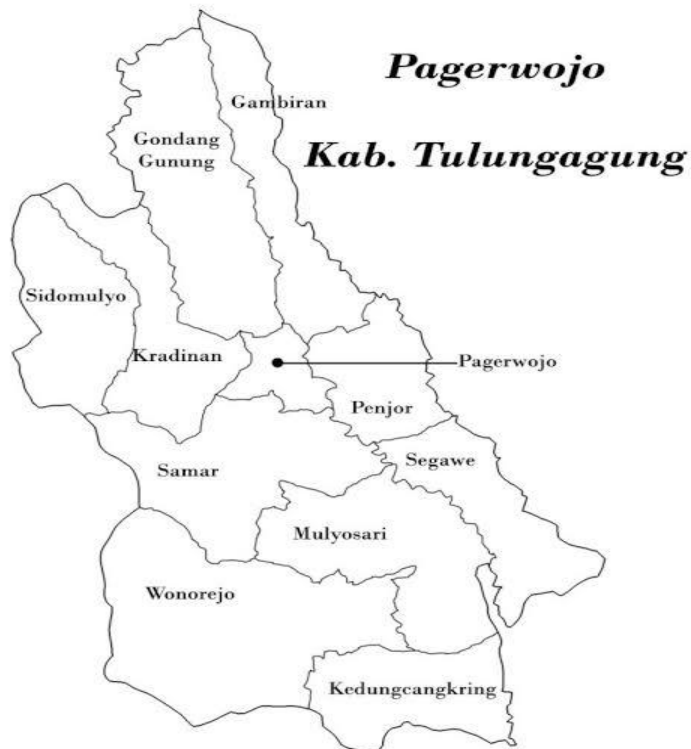 Pagerwojo
Kab. Tulungagung
Gambiran
Gondang
Gunung
Sidomulyo
Kradinan
Pagerwojo
Penjor
Samar
Segawe
Mulyosari
Wonorejo
Kedungcangkring